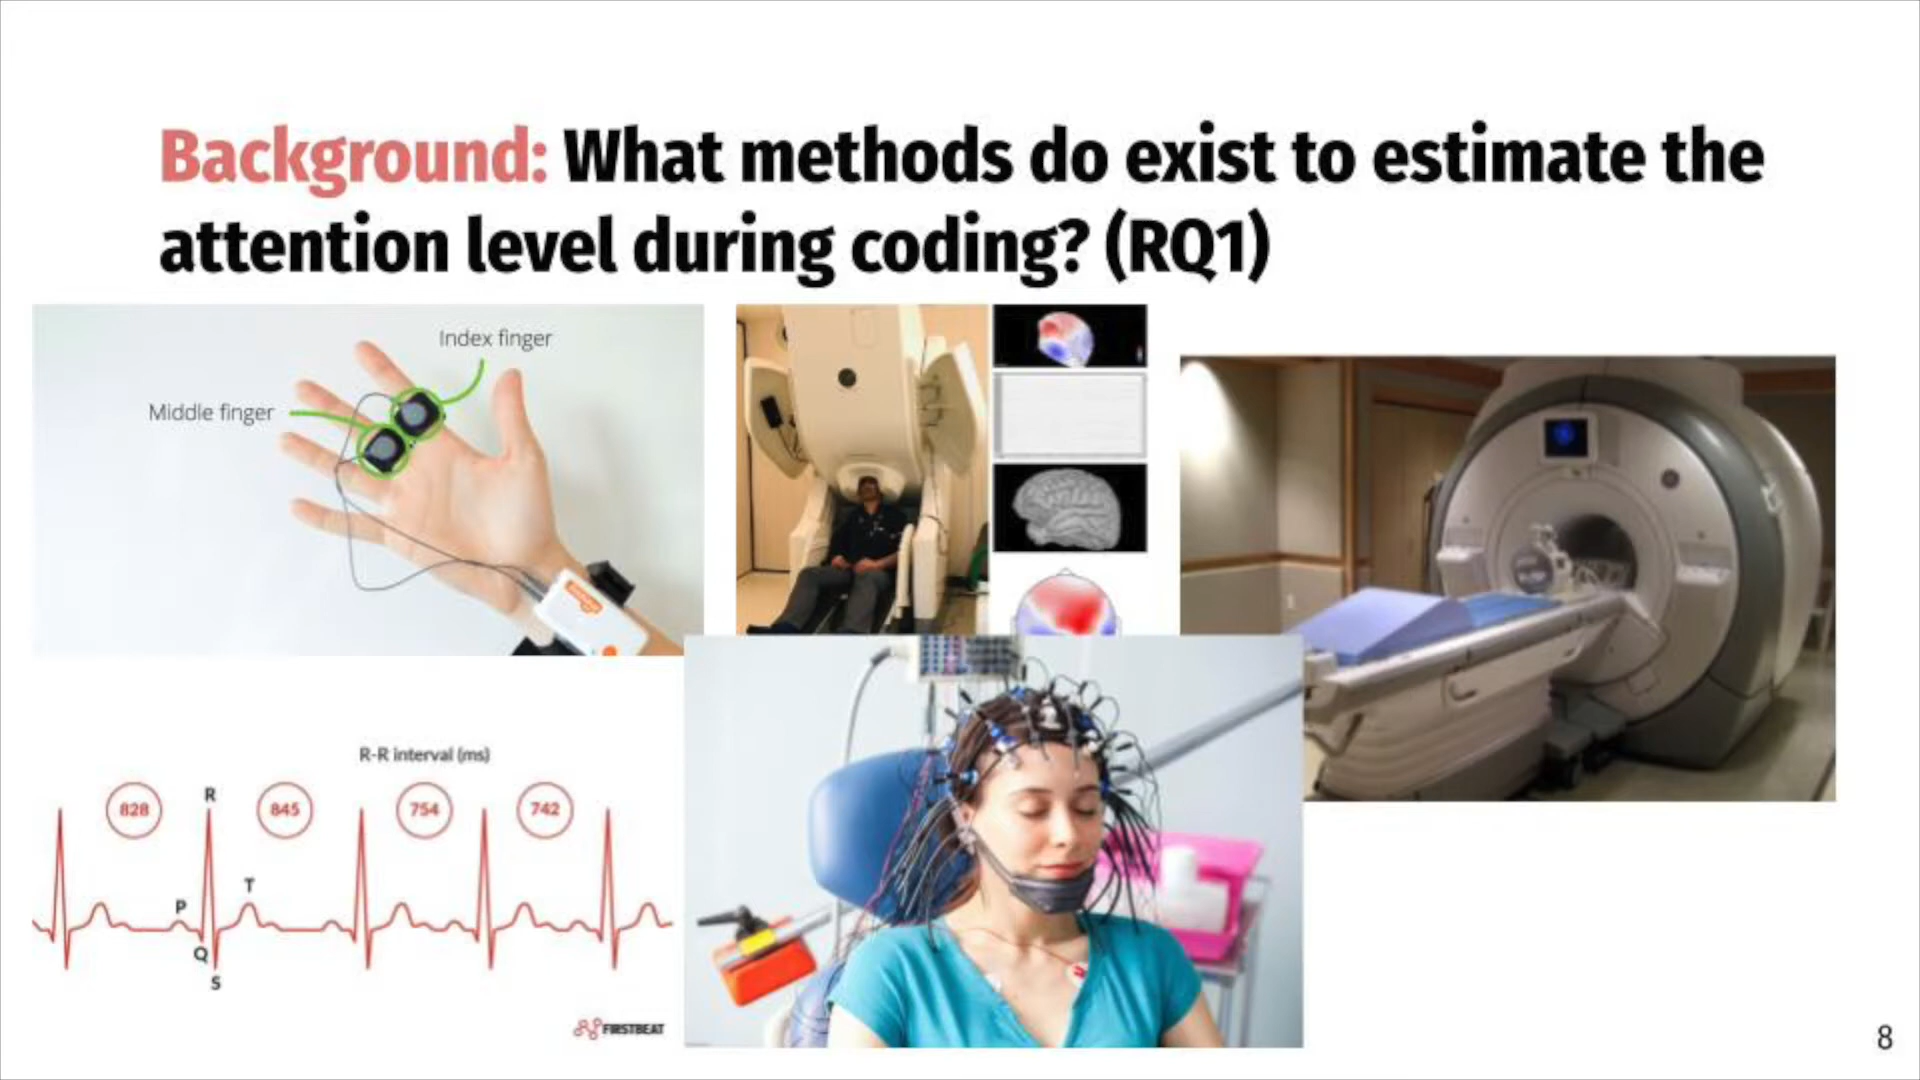 Background: What methods do exist to estimate the
attention level during coding? (RQ1)
Index finger
Middle finger
R-R interval (ms)
828
R
845
754
742
T
P
Q
S
FIRSTBEAT
8